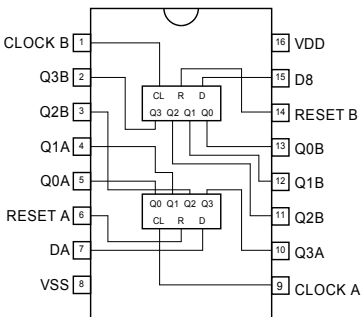 CLOCK B 1 16 VDD
Q3B 2 15 D8
Q2B 3 14 RESET B
Q1A 4 13 Q0B
Q0A 5 12 Q1B
RESET A 6 11 Q2B
DA 7 10 Q3A
VSS 8 9 CLOCK A
CL R D
Q3 Q2 Q1 Q0
Q0 Q1 Q2 Q3
CL R D